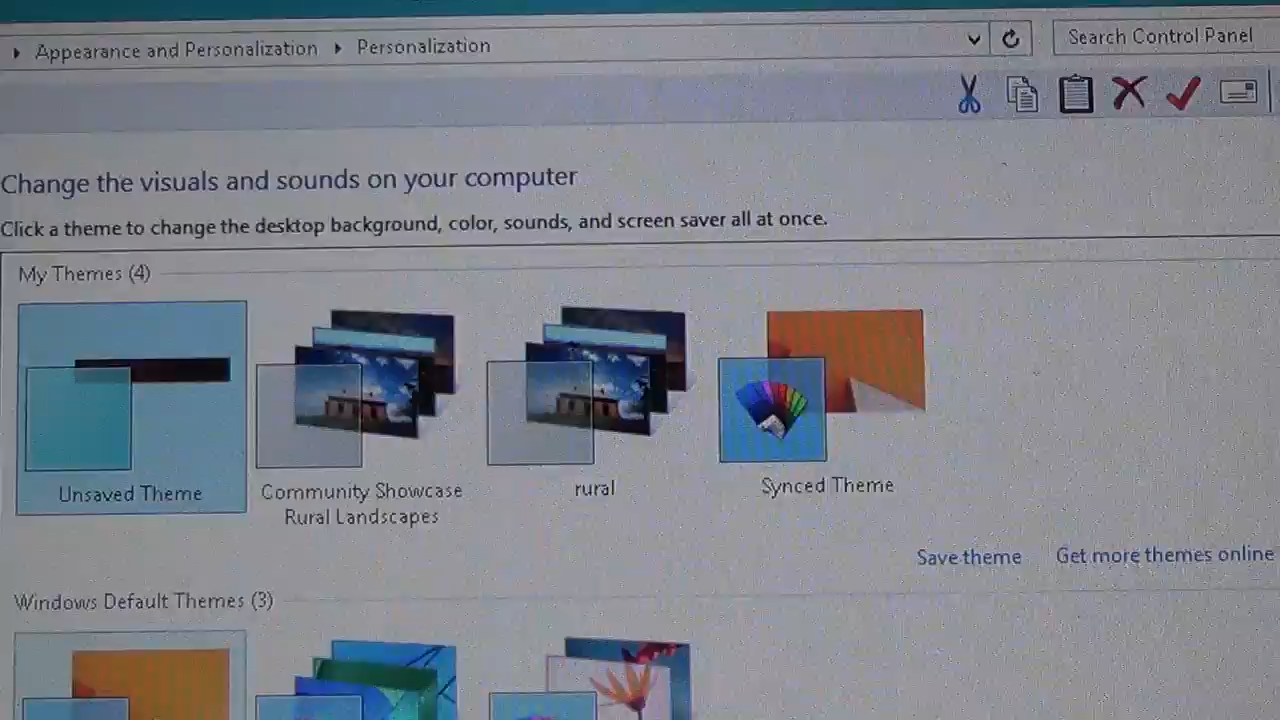 Appearance and Personalization
Personalization
Search Control Panel
Change the visuals and sounds on your computer
Click a theme to change the desktop background, color, sounds, and screen saver all at once.
My Themes (4)
Unsaved Theme
Community Showcase
Rural Landscapes
rural
Synced Theme
Save theme
Get more themes online
Windows Default Themes (3)